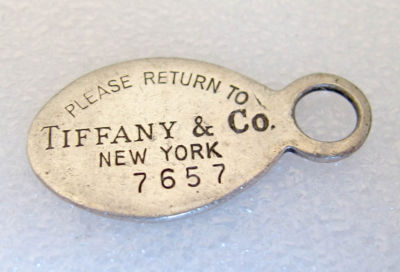 PLEASE RETURN TO
TIFFANY & Co.
NEW YORK
7657